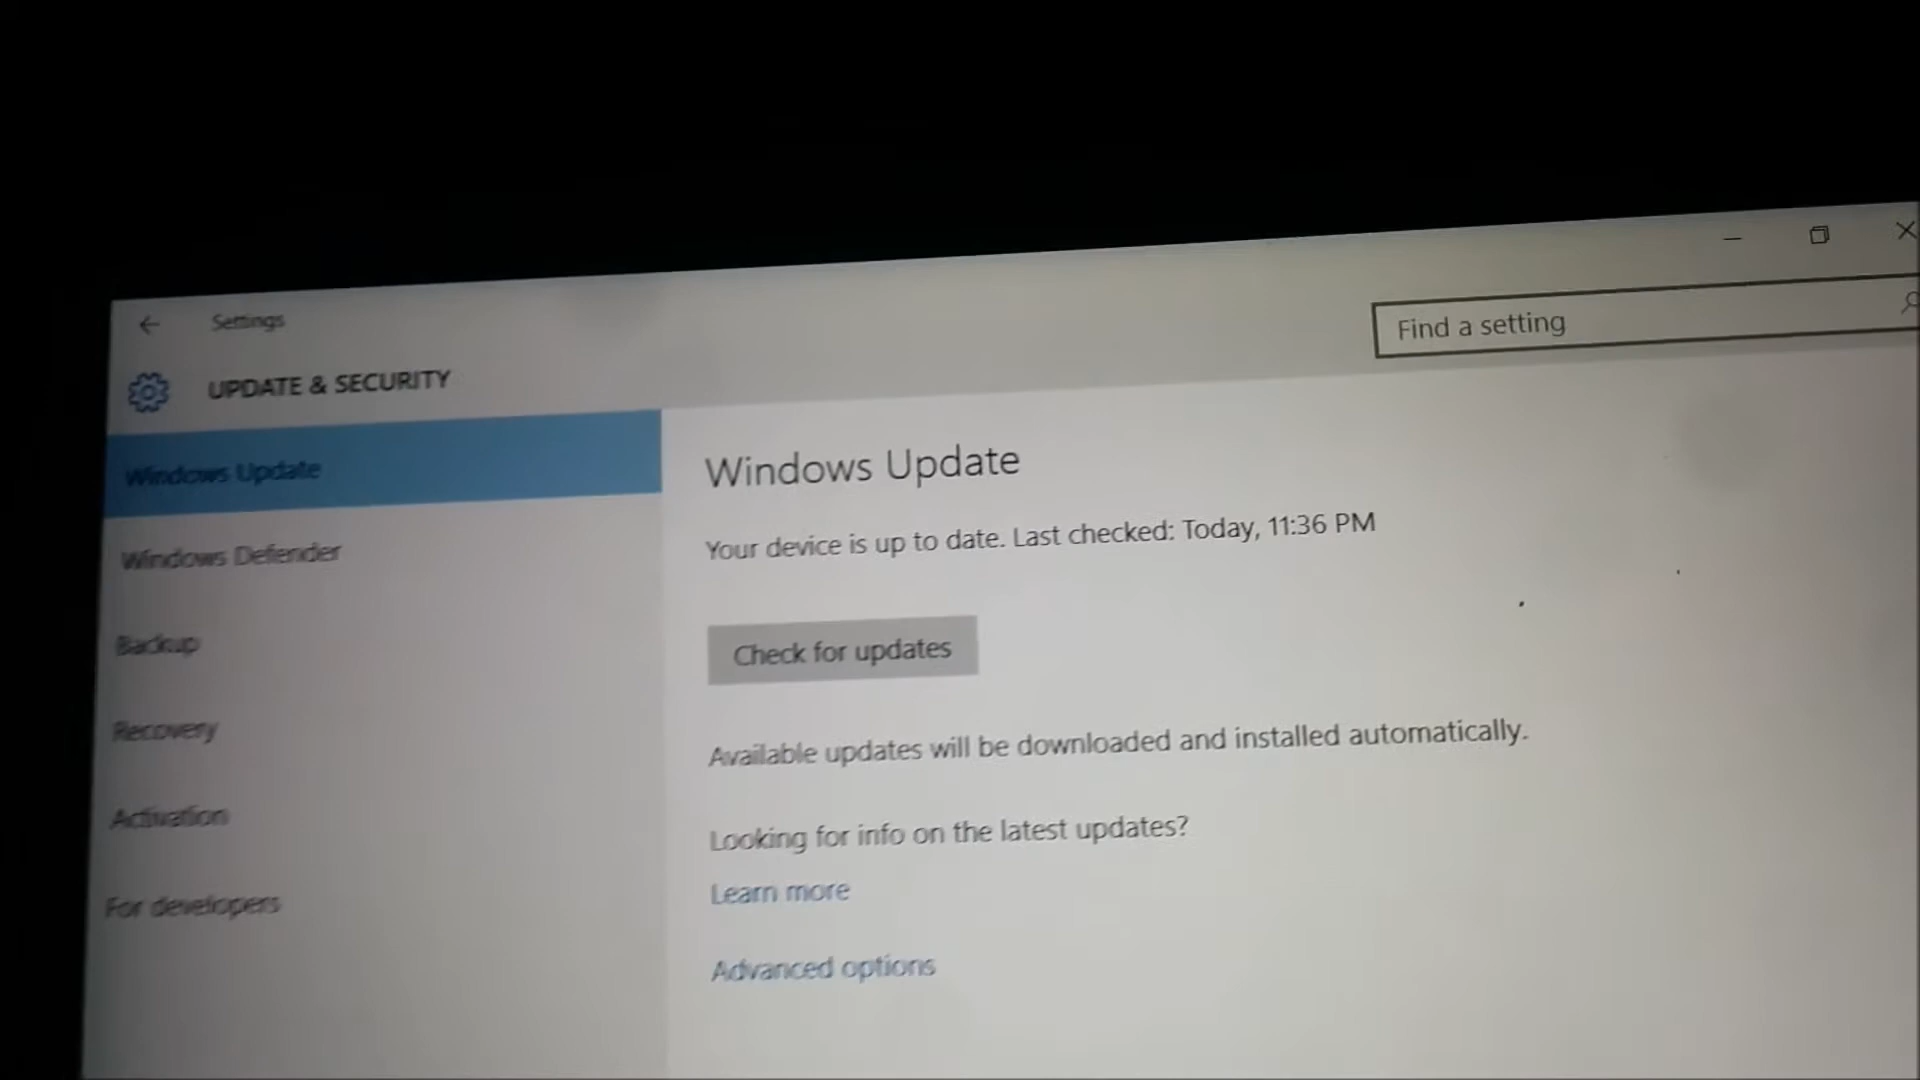 Settings
Find a setting
UPDATE & SECURITY
Windows Update
Windows Defender
Backup
Recovery
Activation
For developers
Windows Update
Your device is up to date. Last checked: Today, 11:36 PM
Check for updates
Available updates will be downloaded and installed automatically.
Looking for info on the latest updates?
Learn more
Advanced options